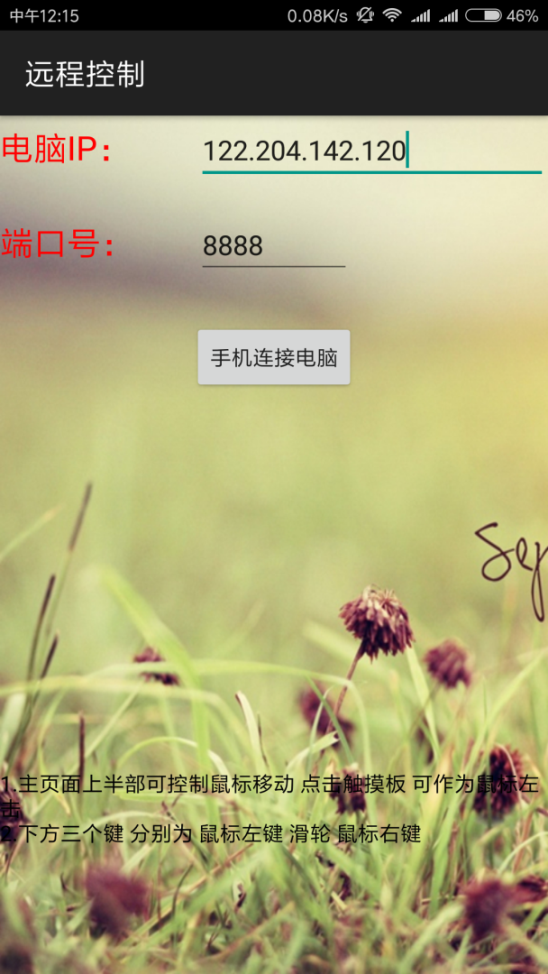 中午12:15 0.08K/s 46%
远程控制
电脑IP： 122.204.142.120
端口号： 8888
手机连接电脑
Sep
1.主页面上半部可控制鼠标移动 点击触摸板 可作为鼠标左
击
2.下方三个键 分别为 鼠标左键 滑轮 鼠标右键